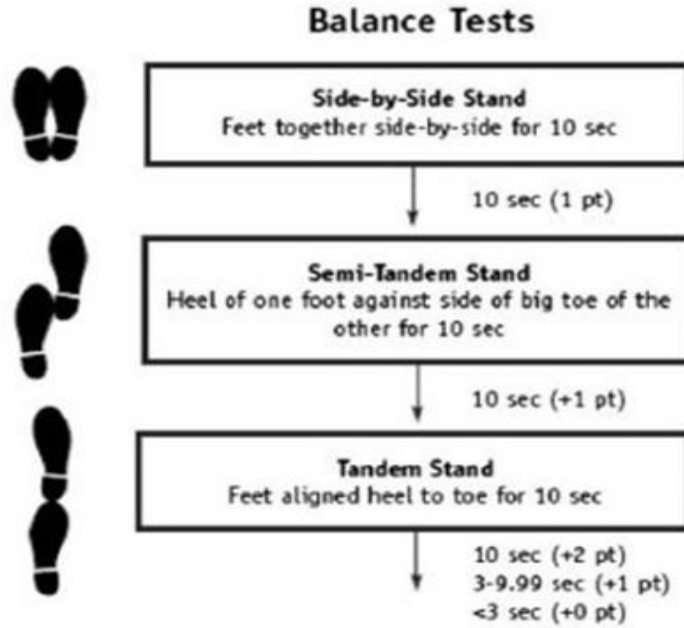 Balance Tests
Side-by-Side Stand
Feet together side-by-side for 10 sec
10 sec (1 pt)
Semi-Tandem Stand
Heel of one foot against side of big toe of the
other for 10 sec
10 sec (+1 pt)
Tandem Stand
Feet aligned heel to toe for 10 sec
10 sec (+2 pt)
3-9.99 sec (+1 pt)
<3 sec (+0 pt)